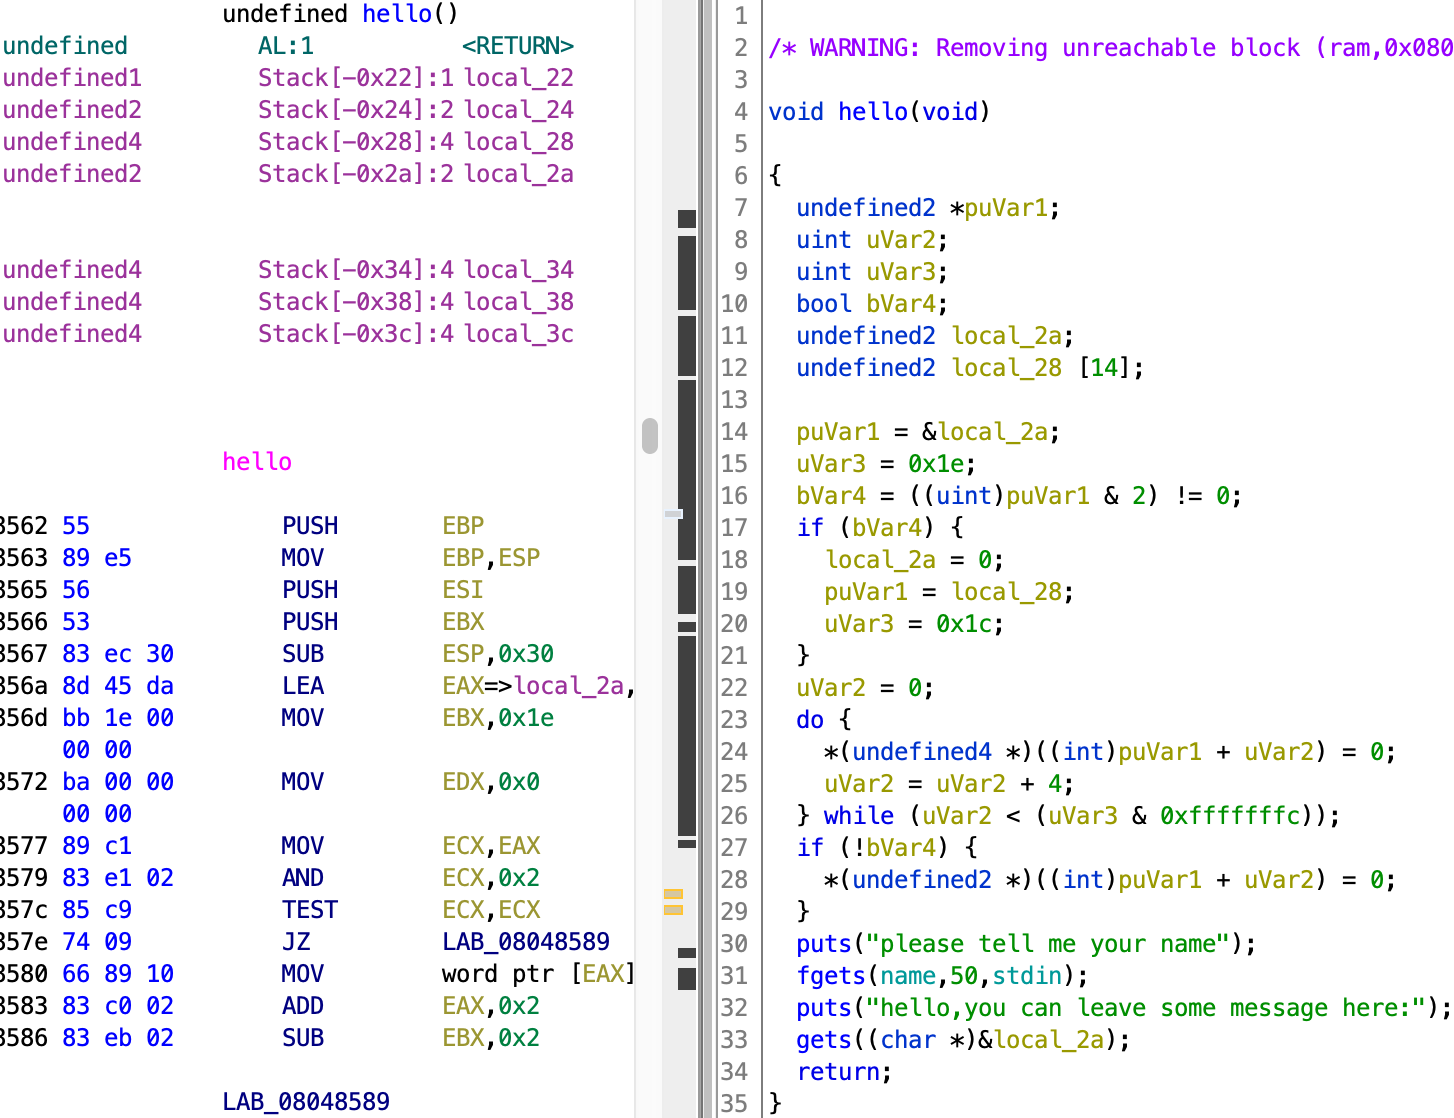 undefined hello()
undefined AL:1 <RETURN>
undefined1 Stack[-0x22]:1 local_22
undefined2 Stack[-0x24]:2 local_24
undefined4 Stack[-0x28]:4 local_28
undefined2 Stack[-0x2a]:2 local_2a
undefined4 Stack[-0x34]:4 local_34
undefined4 Stack[-0x38]:4 local_38
undefined4 Stack[-0x3c]:4 local_3c
hello
3562 55 PUSH EBP
3563 89 e5 MOV EBP,ESP
3565 56 PUSH ESI
3566 53 PUSH EBX
3567 83 ec 30 SUB ESP,0x30
356a 8d 45 da LEA EAX=>local_2a,
356d bb 1e 00 MOV EBX,0x1e
00 00
3572 ba 00 00 MOV EDX,0x0
00 00
3577 89 c1 MOV ECX,EAX
3579 83 e1 02 AND ECX,0x2
357c 85 c9 TEST ECX,ECX
357e 74 09 JZ LAB_08048589
3580 66 89 10 MOV word ptr [EAX]
3583 83 c0 02 ADD EAX,0x2
3586 83 eb 02 SUB EBX,0x2
LAB_08048589
1
2 /* WARNING: Removing unreachable block (ram,0x080
3
4 void hello(void)
5
6 {
7 undefined2 *puVar1;
8 uint uVar2;
9 uint uVar3;
10 bool bVar4;
11 undefined2 local_2a;
12 undefined2 local_28 [14];
13
14 puVar1 = &local_2a;
15 uVar3 = 0x1e;
16 bVar4 = ((uint)puVar1 & 2) != 0;
17 if (bVar4) {
18 local_2a = 0;
19 puVar1 = local_28;
20 uVar3 = 0x1c;
21 }
22 uVar2 = 0;
23 do {
24 *(undefined4 *)((int)puVar1 + uVar2) = 0;
25 uVar2 = uVar2 + 4;
26 } while (uVar2 < (uVar3 & 0xfffffffc));
27 if (!bVar4) {
28 *(undefined2 *)((int)puVar1 + uVar2) = 0;
29 }
30 puts("please tell me your name");
31 fgets(name,50,stdin);
32 puts("hello,you can leave some message here:");
33 gets((char *)&local_2a);
34 return;
35 }